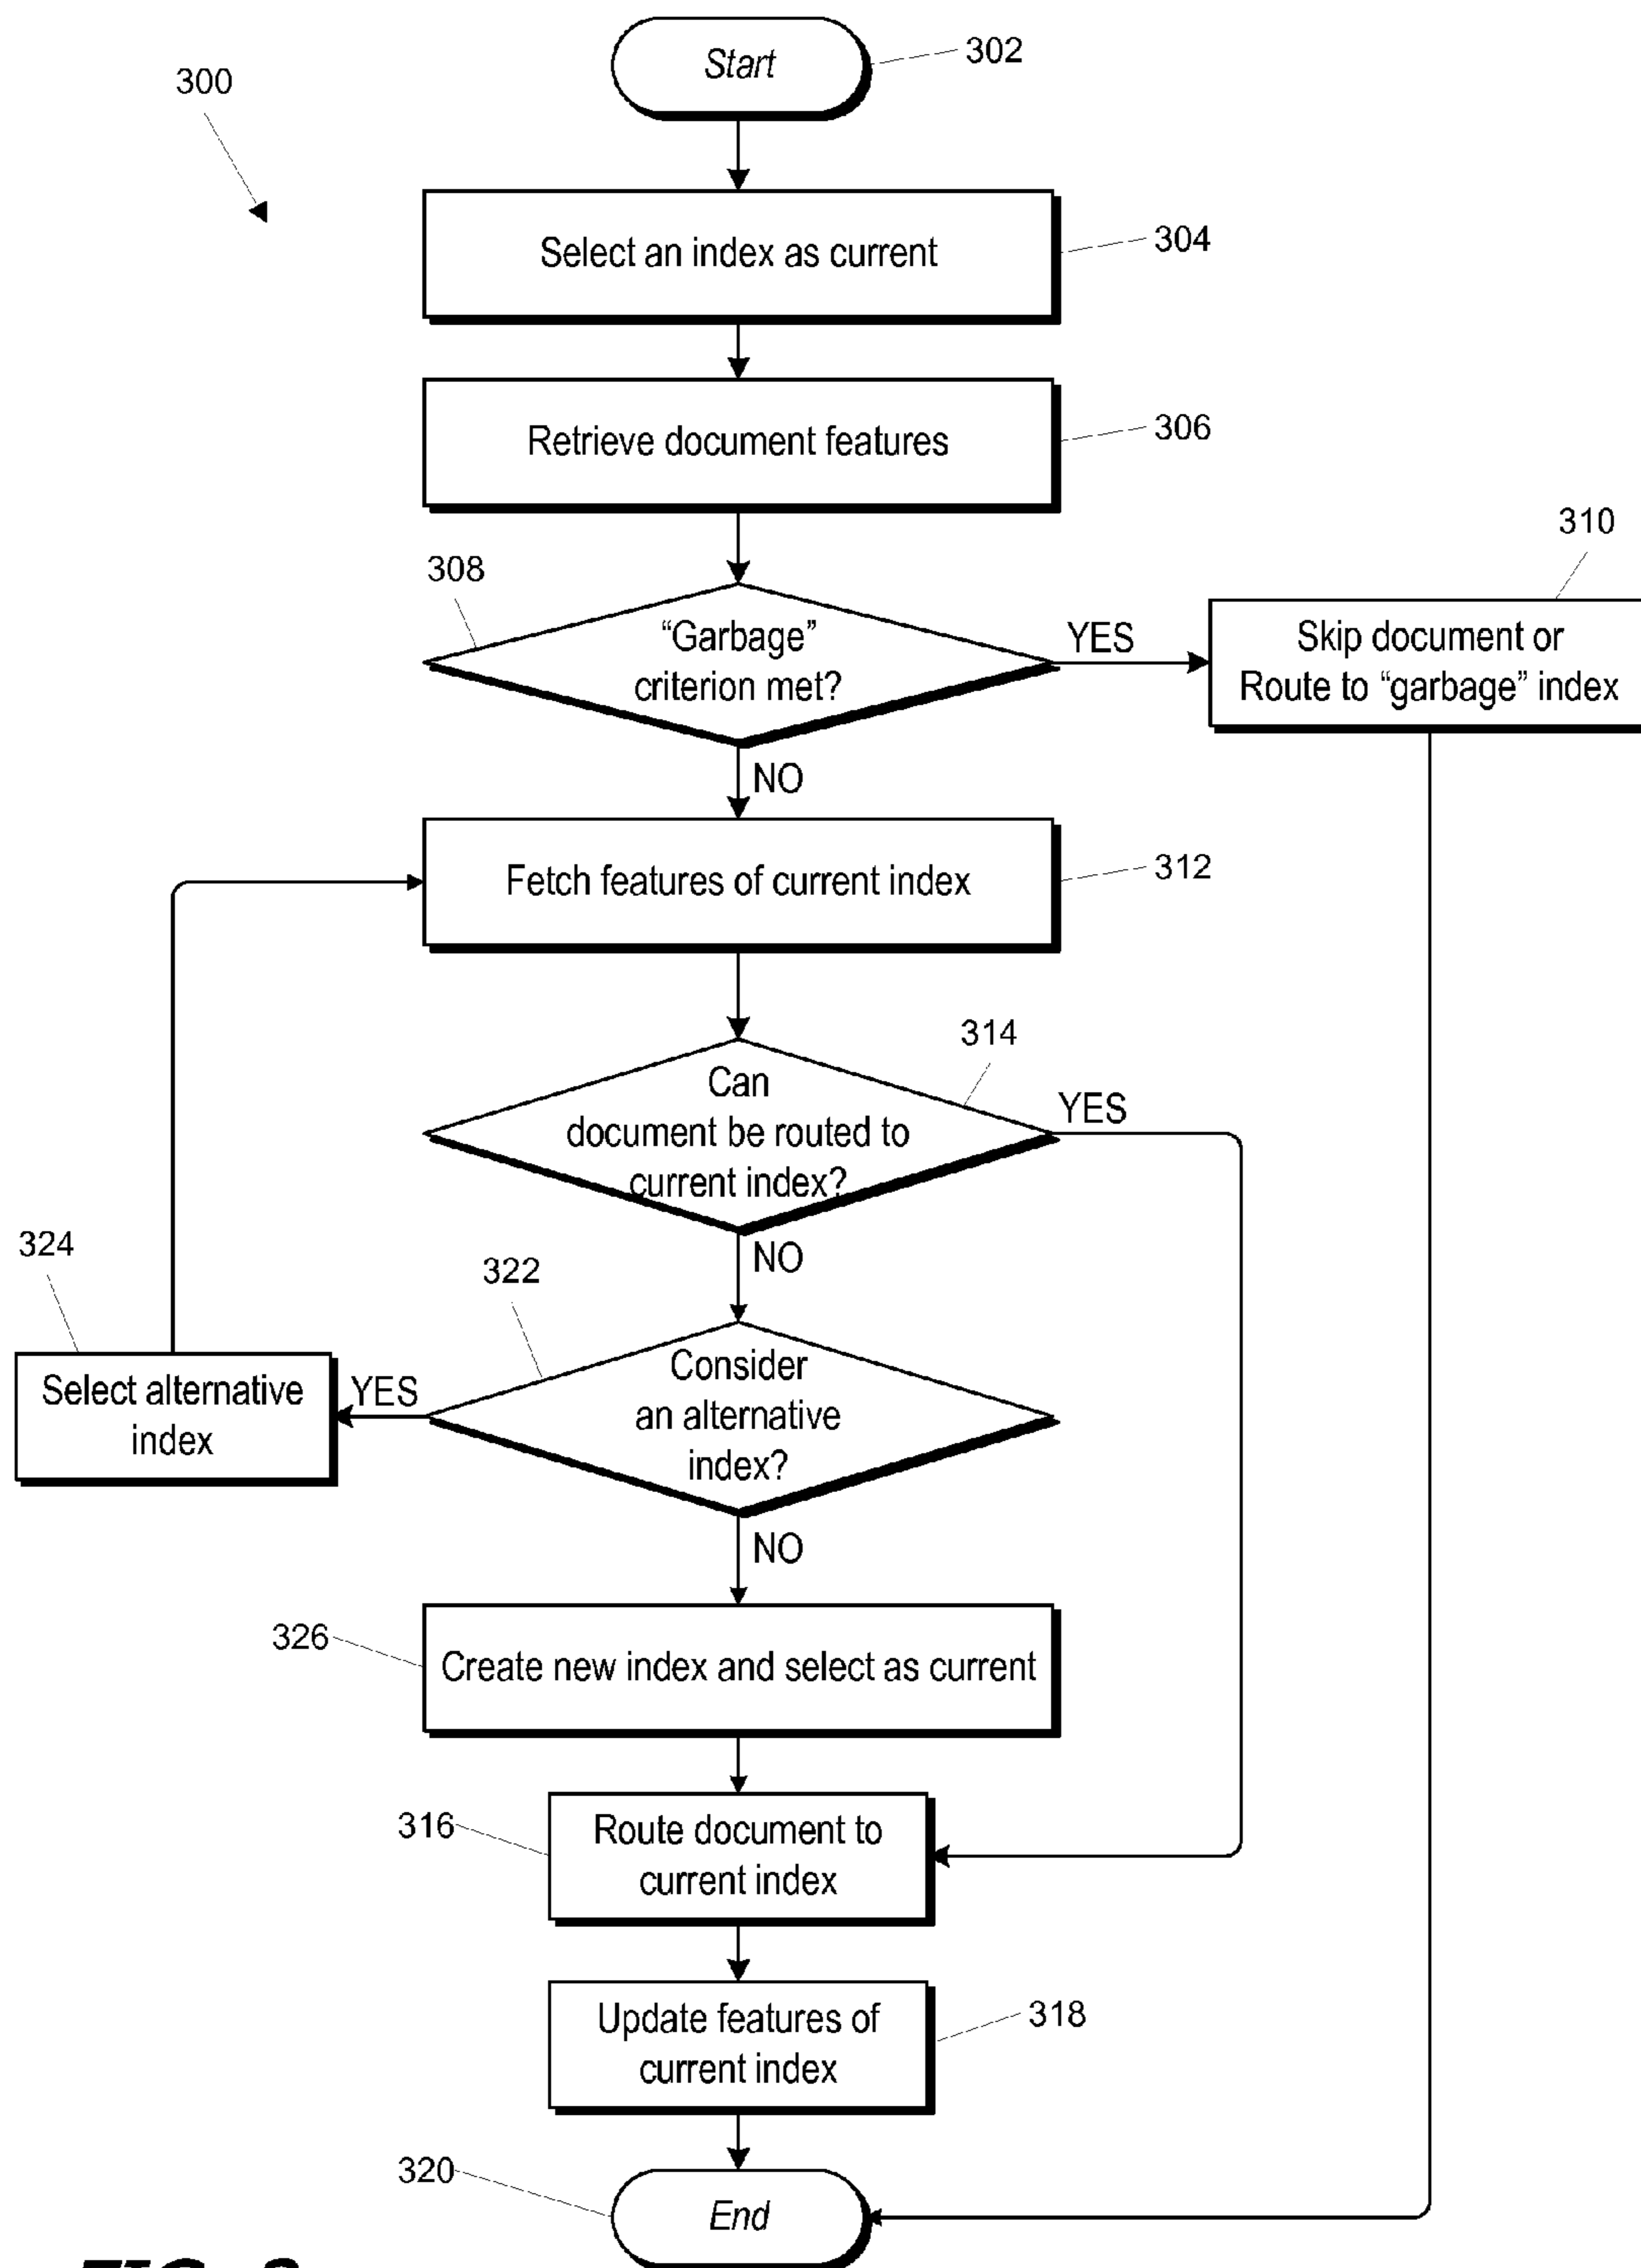 Start
302
300
Select an index as current
304
Retrieve document features
306
310
308
“Garbage”
criterion met?
YES
Skip document or
Route to “garbage” index
NO
Fetch features of current index
312
314
Can
document be routed to
current index?
YES
NO
324
322
Select alternative
index
YES
Consider
an alternative
index?
NO
326
Create new index and select as current
316
Route document to
current index
Update features of
current index
318
320
End